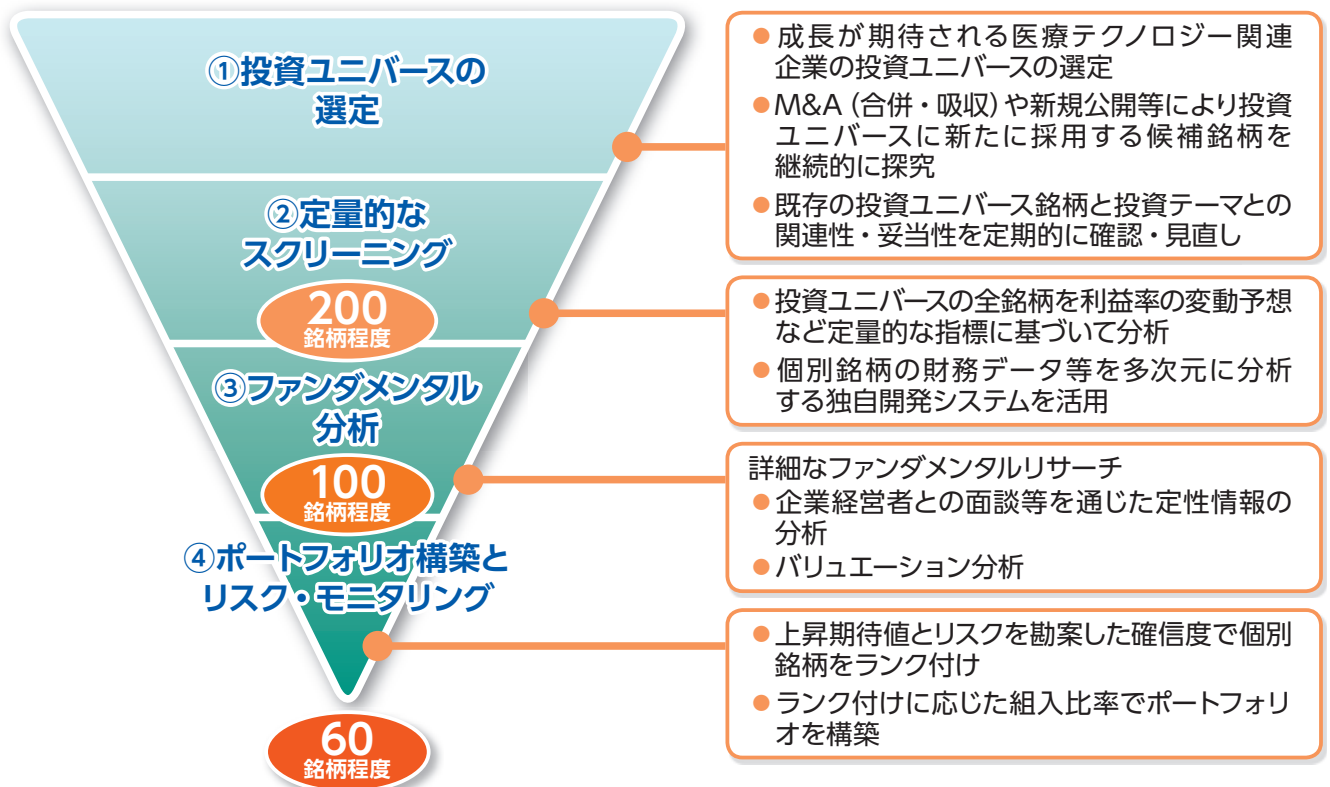 ①投資ユニバースの
選定
②定量的な
スクリーニング
200
銘柄程度
③ファンダメンタル
分析
100
銘柄程度
④ポートフォリオ構築と
リスク・モニタリング
60
銘柄程度
●成長が期待される医療テクノロジー関連
企業の投資ユニバースの選定
●M&A（合併・吸収）や新規公開等により投資
ユニバースに新たに採用する候補銘柄を
継続的に探究
●既存の投資ユニバース銘柄と投資テーマとの
関連性・妥当性を定期的に確認・見直し
●投資ユニバースの全銘柄を利益率の変動予想
など定量的な指標に基づいて分析
●個別銘柄の財務データ等を多次元に分析
する独自開発システムを活用
詳細なファンダメンタルリサーチ
●企業経営者との面談等を通じた定性情報の
分析
●バリュエーション分析
●上昇期待値とリスクを勘案した確信度で個別
銘柄をランク付け
●ランク付けに応じた組入比率でポートフォリ
オを構築